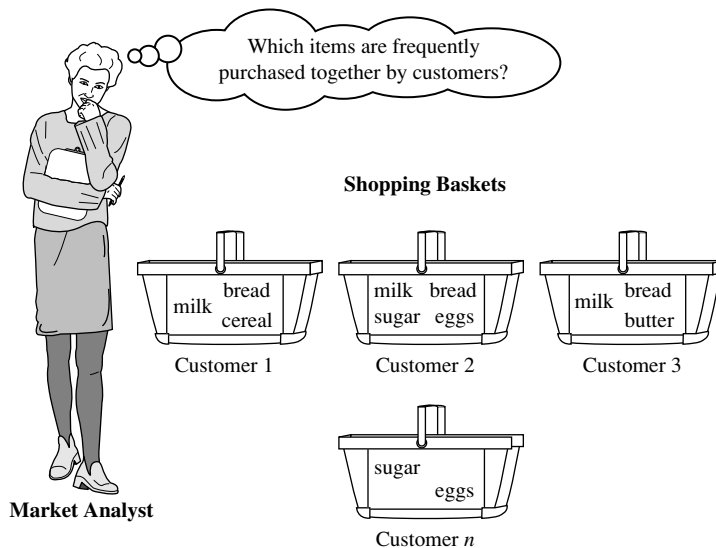 Which items are frequently
purchased together by customers?
Shopping Baskets
milk bread
cereal
Customer 1
milk bread
sugar eggs
Customer 2
milk bread
butter
Customer 3
sugar
eggs
Customer n
Market Analyst